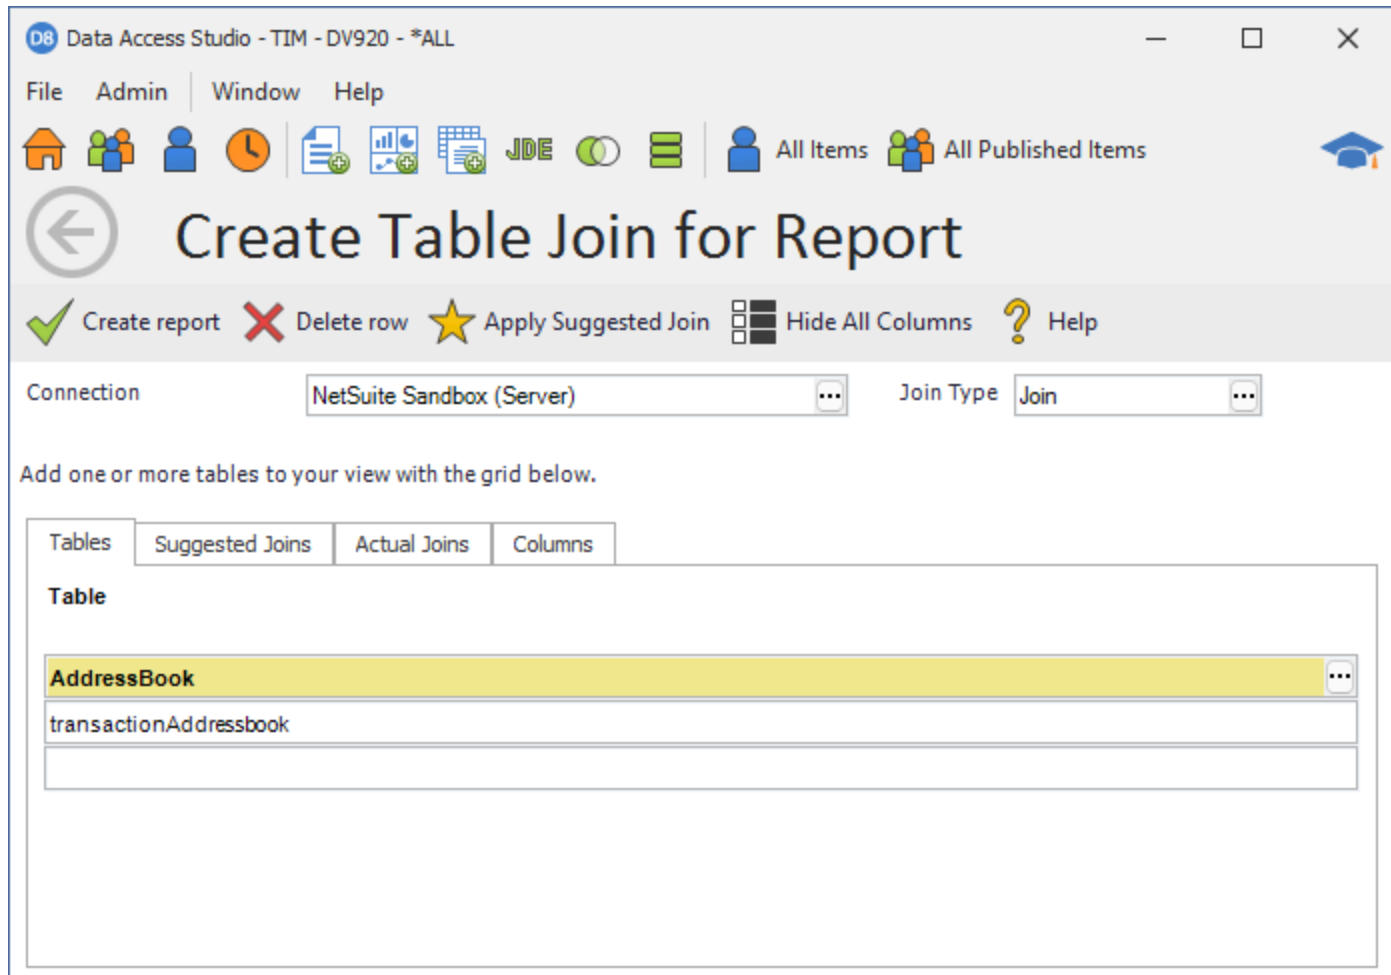 D8 Data Access Studio - TIM - DV920 - *ALL
File Admin Window Help
JDE All Items All Published Items
Create Table Join for Report
Create report Delete row Apply Suggested Join Hide All Columns ? Help
Connection NetSuite Sandbox (Server) ... Join Type Join ...
Add one or more tables to your view with the grid below.
Tables Suggested Joins Actual Joins Columns
Table
AddressBook ...
transactionAddressbook